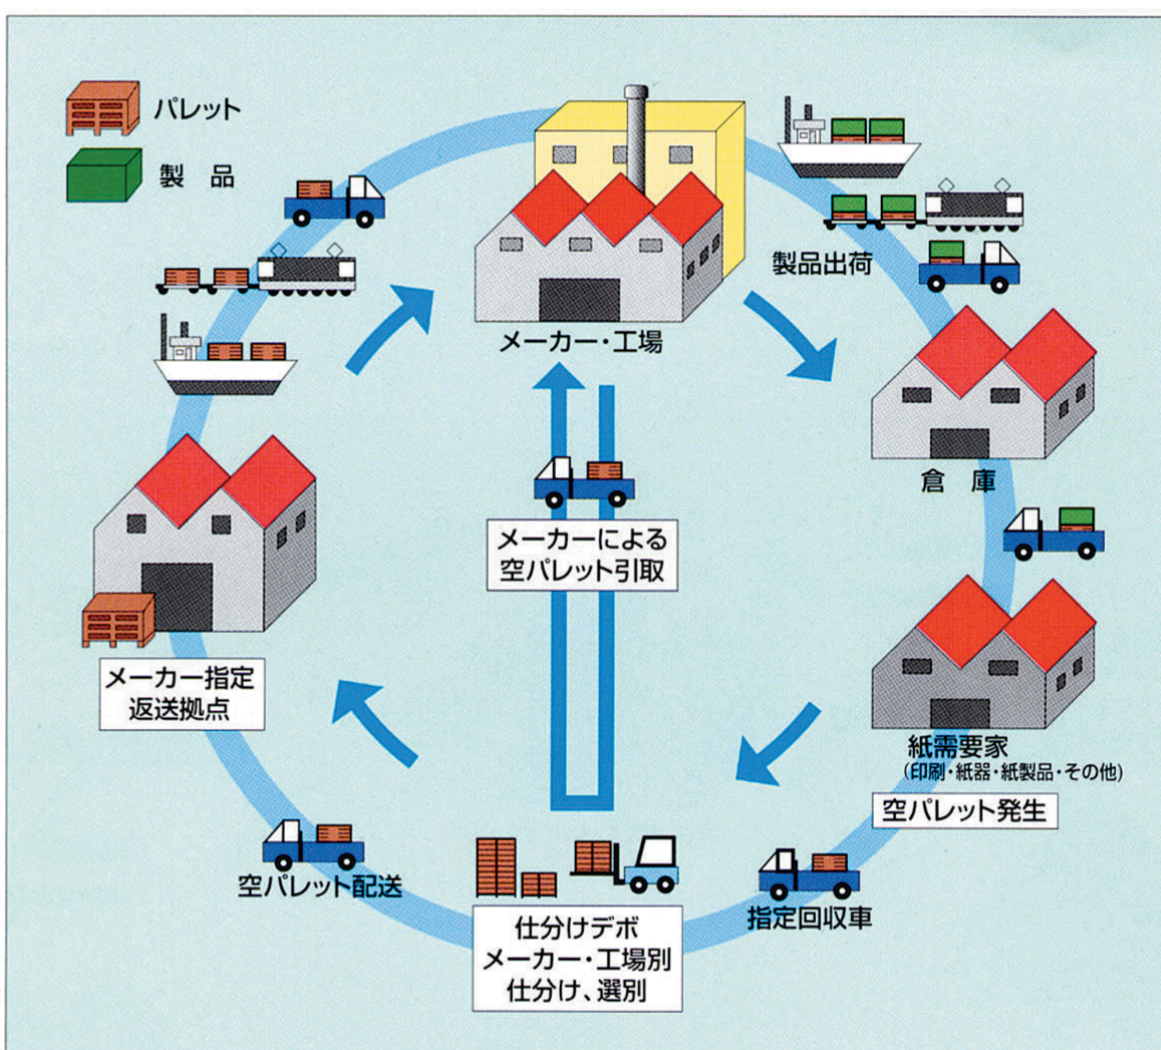 パレット
製 品
製品出荷
メーカー・工場
倉 庫
メーカーによる
空パレット引取
メーカー指定
返送拠点
紙需要家
(印刷・紙器・紙製品・その他)
空パレット発生
空パレット配送
指定回収車
仕分けデボ
メーカー・工場別
仕分け、選別